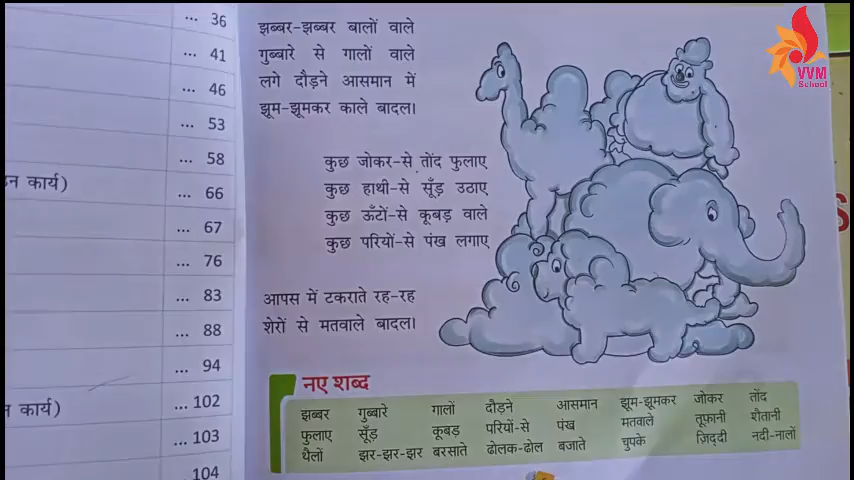 ... 36
... 41
... 46
... 53
... 58
न कार्य)
... 66
... 67
... 76
... 83
... 88
... 94
न कार्य)
... 102
... 103
104
झब्बर-झब्बर बालों वाले
गुब्बारे से गालों वाले
लगे दौड़ने आसमान में
झूम-झूमकर काले बादल।
कुछ जोकर-से तोंद फुलाए
कुछ हाथी-से सूँड़ उठाए
कुछ ऊँटों-से कूबड़ वाले
कुछ परियों-से पंख लगाए
आपस में टकराते रह-रह
शेरों से मतवाले बादल।
नए शब्द
झब्बर गुब्बारे गालों दौड़ने आसमान झूम-झूमकर जोकर तोंद
फुलाए सूँड़ कूबड़ परियों-से पंख मतवाले तूफ़ानी शैतानी
थैलों झर-झर-झर बरसाते ढोलक-ढोल बजाते चुपके ज़िद्दी नदी-नालों
VVM
School